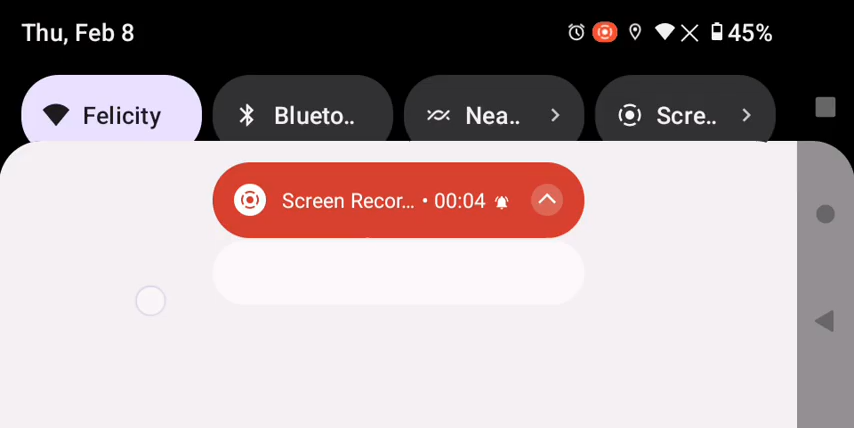 Thu, Feb 8 45%
Felicity Blueto.. Nea.. Scre..
Screen Recor... • 00:04